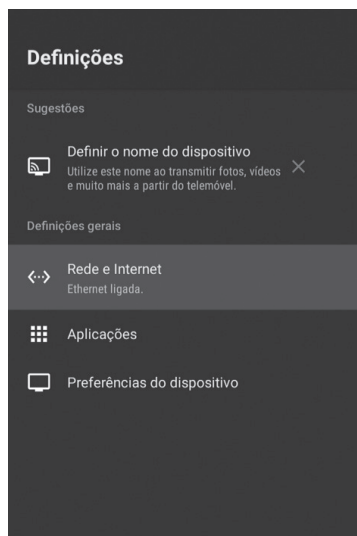 Definições
Sugestões
Definir o nome do dispositivo
Utilize este nome ao transmitir fotos, vídeos
e muito mais a partir do telemóvel.
Definições gerais
Rede e Internet
Ethernet ligada.
Aplicações
Preferências do dispositivo